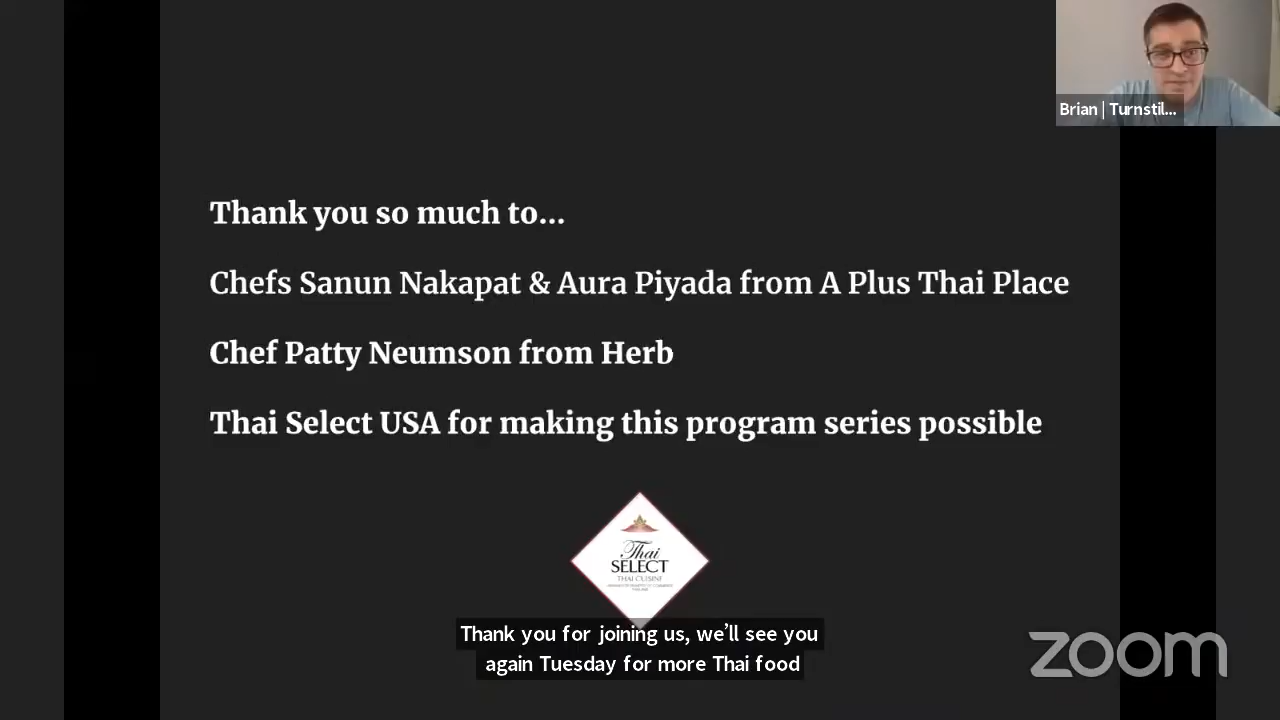 Brian | Turnstil...
Thank you so much to...
Chefs Sanun Nakapat & Aura Piyada from A Plus Thai Place
Chef Patty Neumson from Herb
Thai Select USA for making this program series possible
Thai
SELECT
THAI CUISINE
Thank you for joining us, we'll see you
again Tuesday for more Thai food
zoom